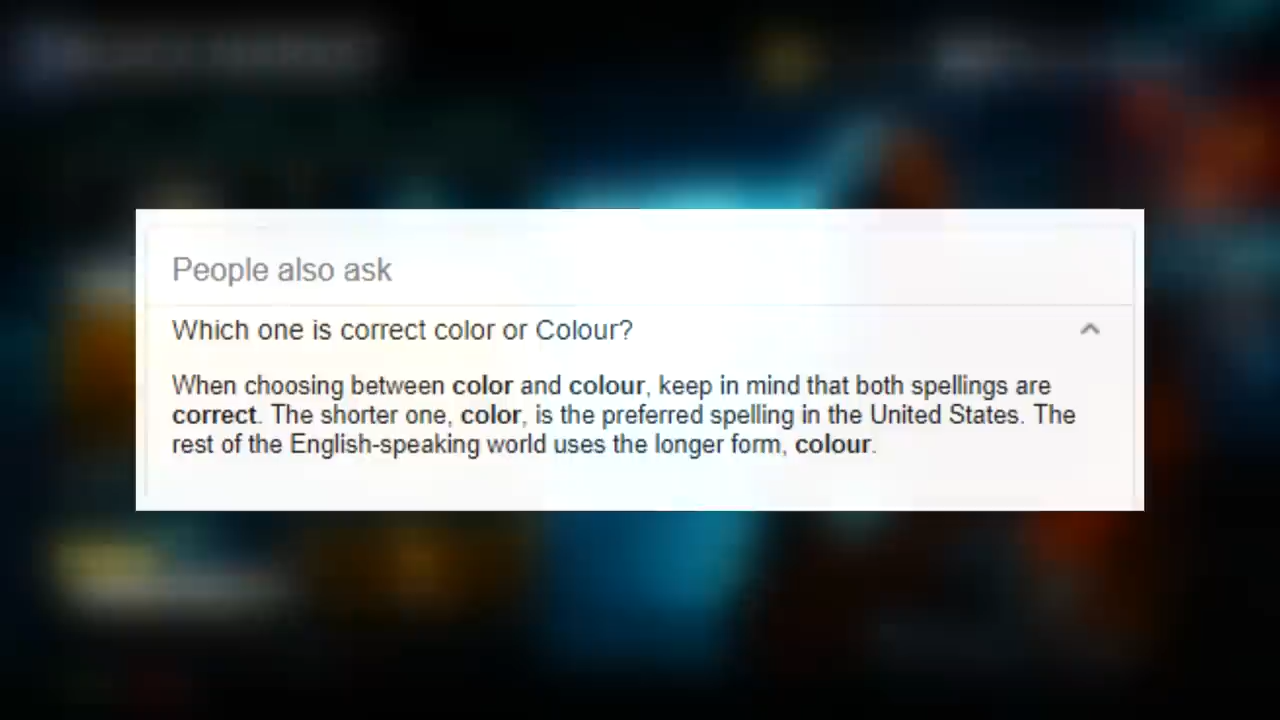 People also ask
Which one is correct color or Colour?
When choosing between color and colour, keep in mind that both spellings are
correct. The shorter one, color, is the preferred spelling in the United States. The
rest of the English-speaking world uses the longer form, colour.